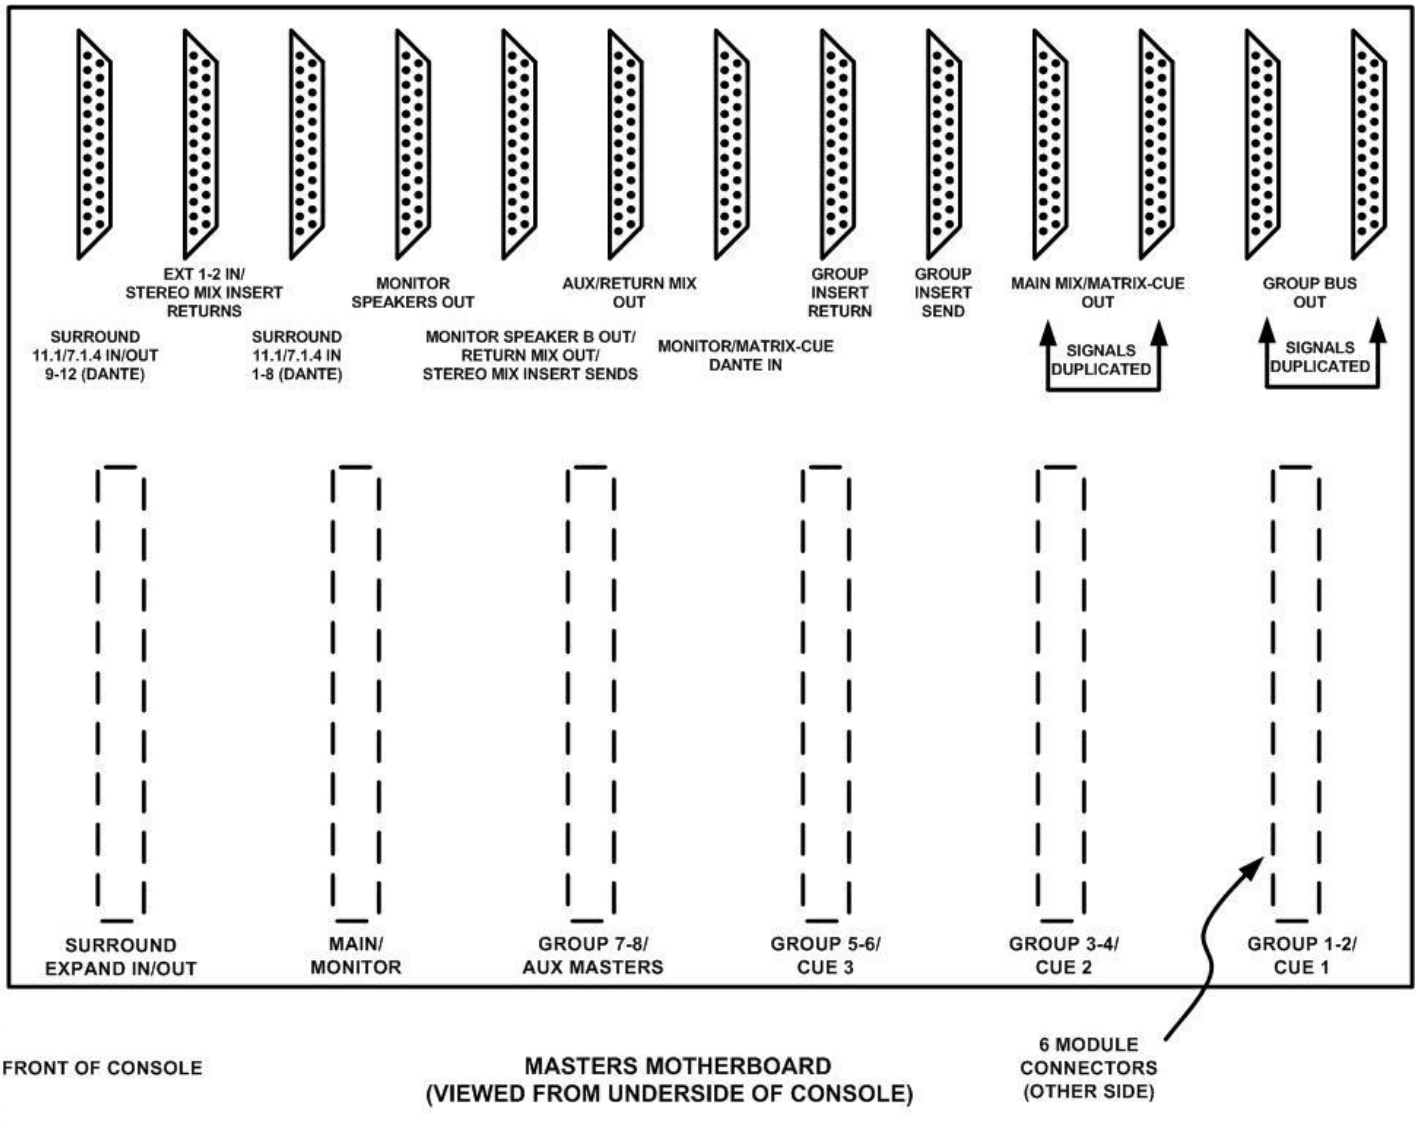 EXT 1-2 IN/
STEREO MIX INSERT
RETURNS
MONITOR
SPEAKERS OUT
AUX/RETURN MIX
OUT
GROUP
INSERT
RETURN
GROUP
INSERT
SEND
MAIN MIX/MATRIX-CUE
OUT
GROUP BUS
OUT
SURROUND
11.1/7.1.4 IN/OUT
9-12 (DANTE)
SURROUND
11.1/7.1.4 IN
1-8 (DANTE)
MONITOR SPEAKER B OUT/
RETURN MIX OUT/
STEREO MIX INSERT SENDS
MONITOR/MATRIX-CUE
DANTE IN
SIGNALS
DUPLICATED
SIGNALS
DUPLICATED
SURROUND
EXPAND IN/OUT
MAIN/
MONITOR
GROUP 7-8/
AUX MASTERS
GROUP 5-6/
CUE 3
GROUP 3-4/
CUE 2
GROUP 1-2/
CUE 1
FRONT OF CONSOLE
MASTERS MOTHERBOARD
(VIEWED FROM UNDERSIDE OF CONSOLE)
6 MODULE
CONNECTORS
(OTHER SIDE)